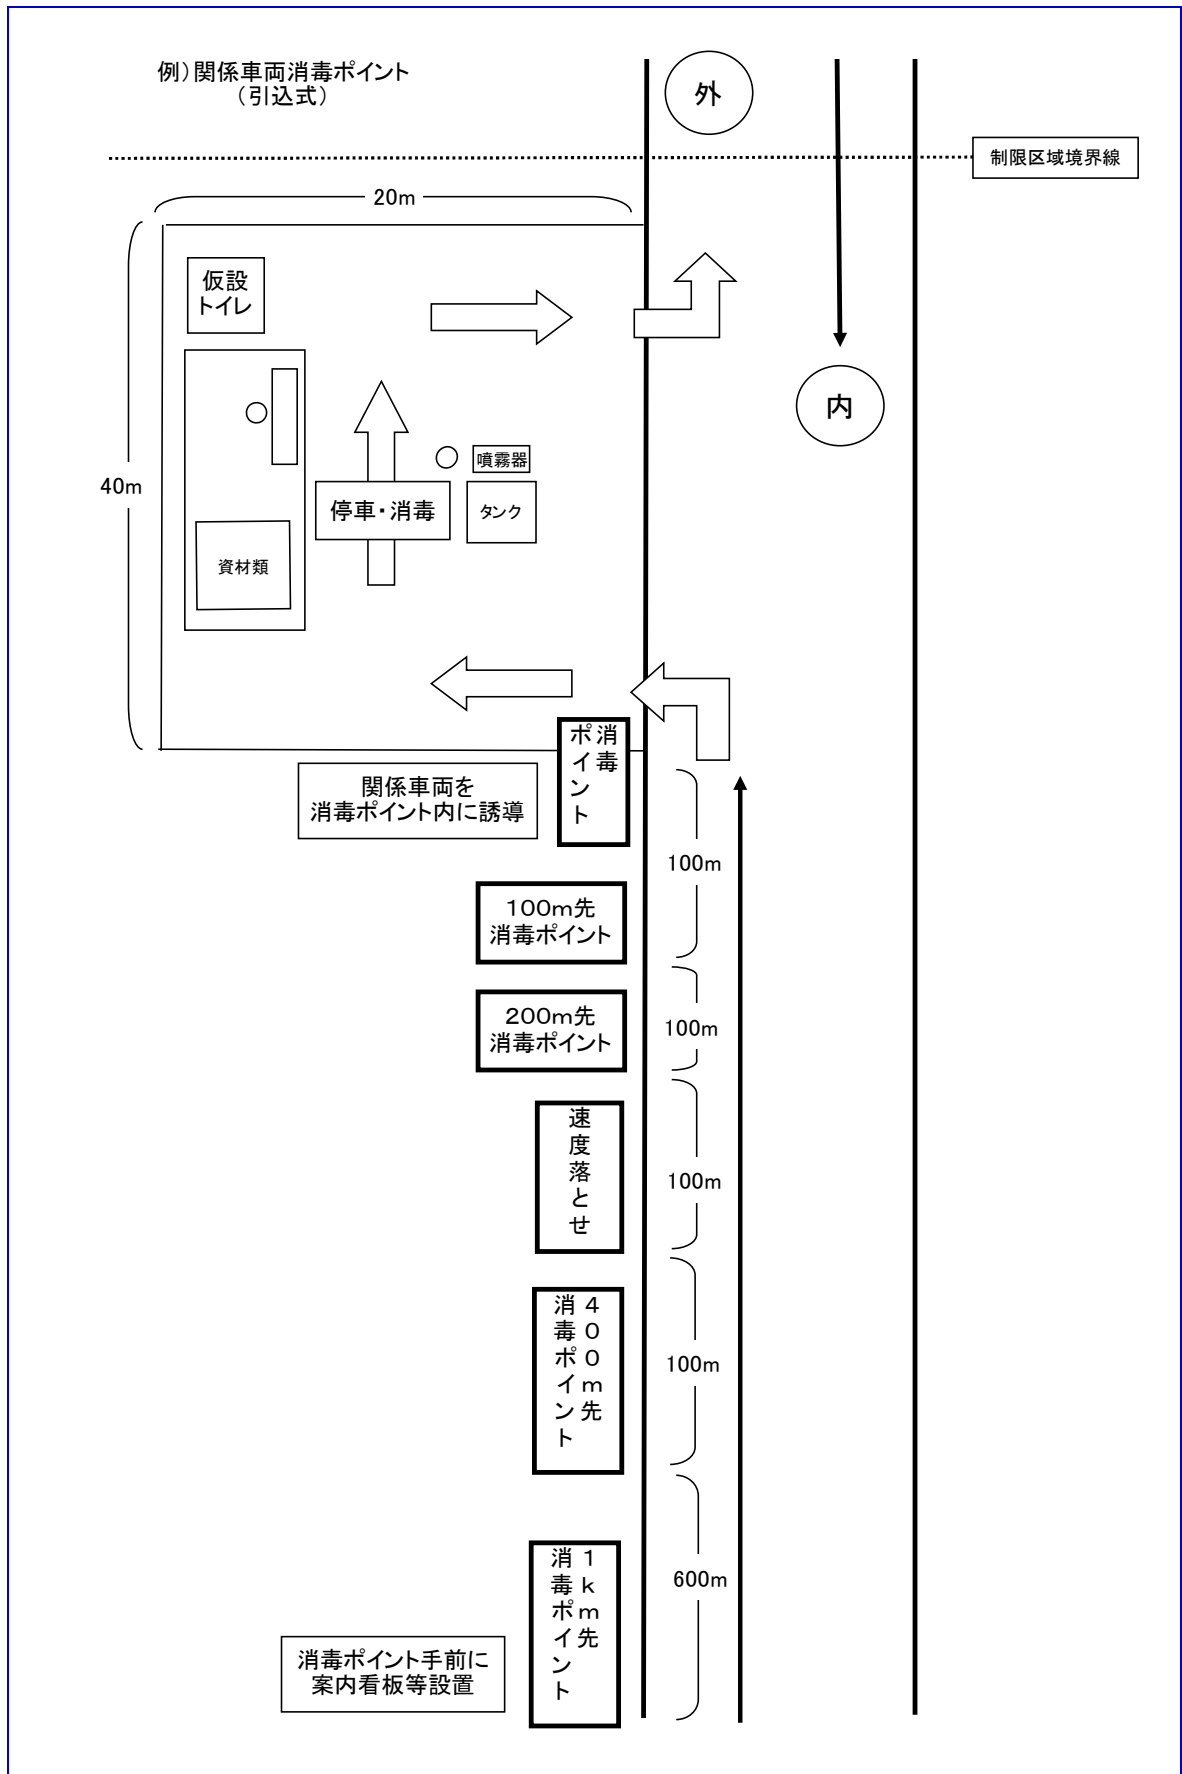 例）関係車両消毒ポイント
（引込式）
外
制限区域境界線
20m
仮設
トイレ
内
40m
噴霧器
停車・消毒
タンク
資材類
消毒
ポイント
関係車両を
消毒ポイント内に誘導
100m
100m先
消毒ポイント
200m先
消毒ポイント
100m
速度落とせ
100m
400m先
消毒ポイント
100m
1km先
消毒ポイント
600m
消毒ポイント手前に
案内看板等設置